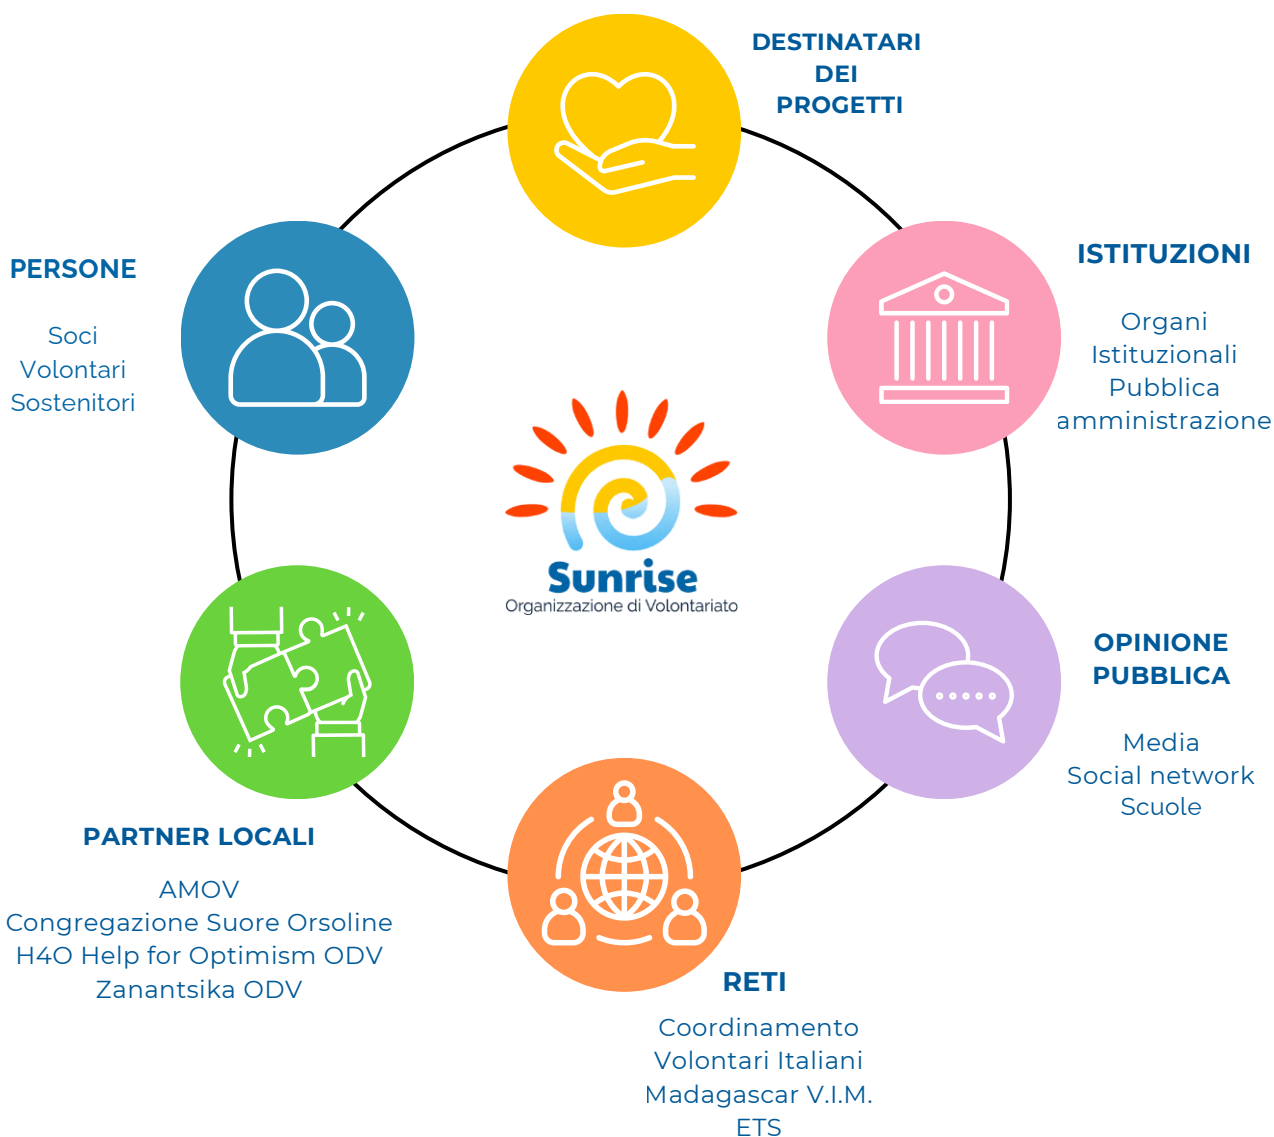 DESTINATARI
DEI
PROGETTI
PERSONE
Soci
Volontari
Sostenitori
ISTITUZIONI
Organi
Istituzionali
Pubblica
amministrazione
Sunrise
Organizzazione di Volontariato
OPINIONE
PUBBLICA
Media
Social network
Scuole
PARTNER LOCALI
AMOV
Congregazione Suore Orsoline
H4O Help for Optimism ODV
Zanantsika ODV
RETI
Coordinamento
Volontari Italiani
Madagascar V.I.M.
ETS